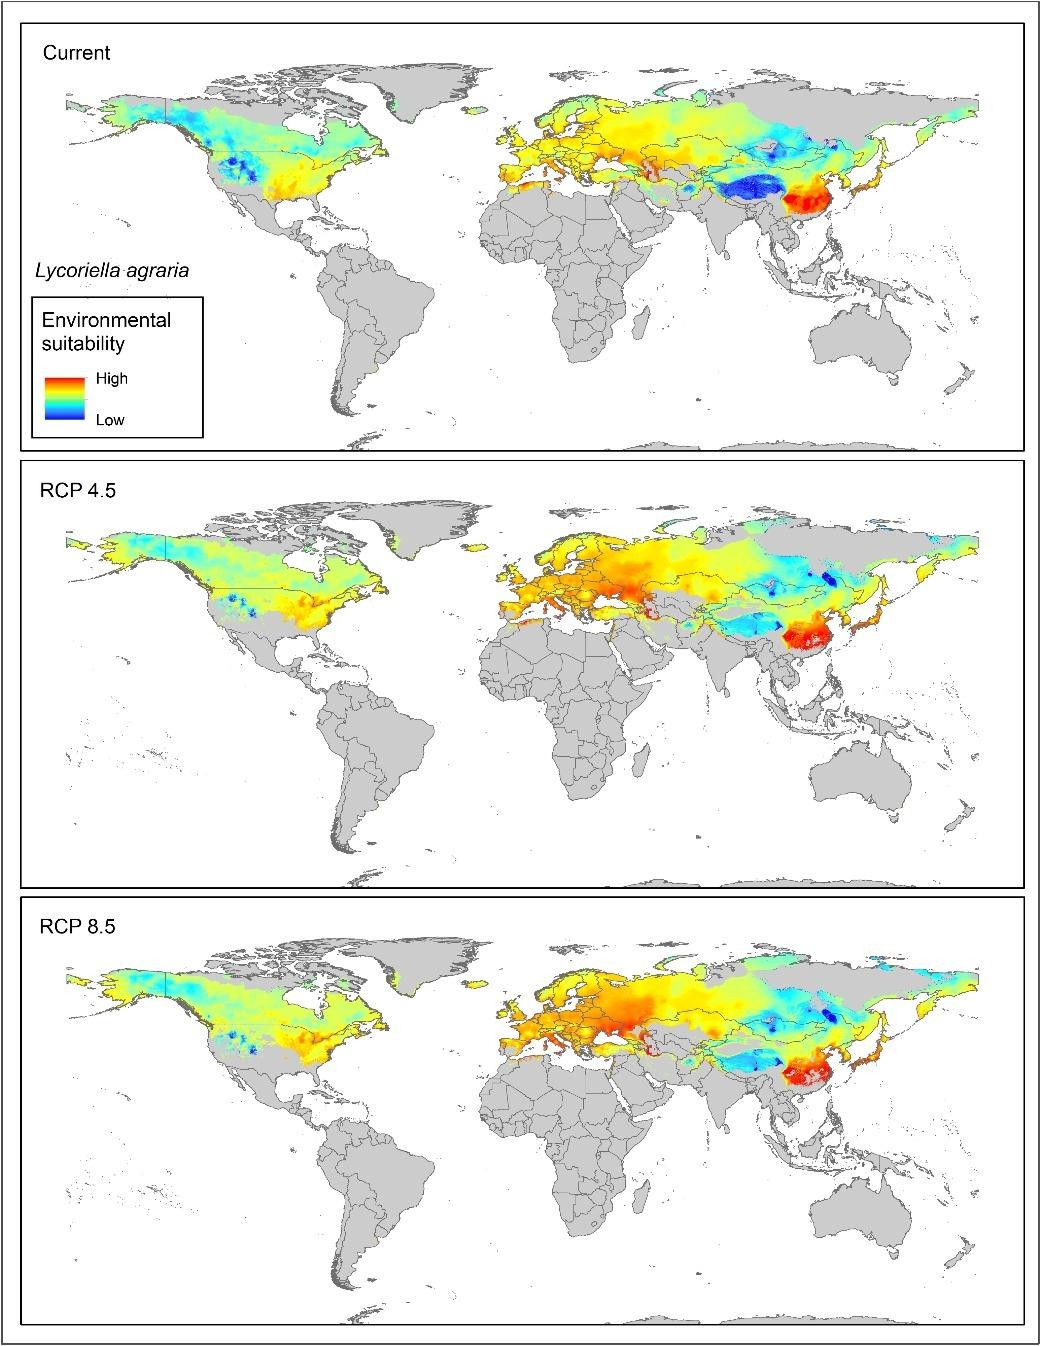 Current
Lycoriella agraria
Environmental
suitability
High
Low
RCP 4.5
RCP 8.5